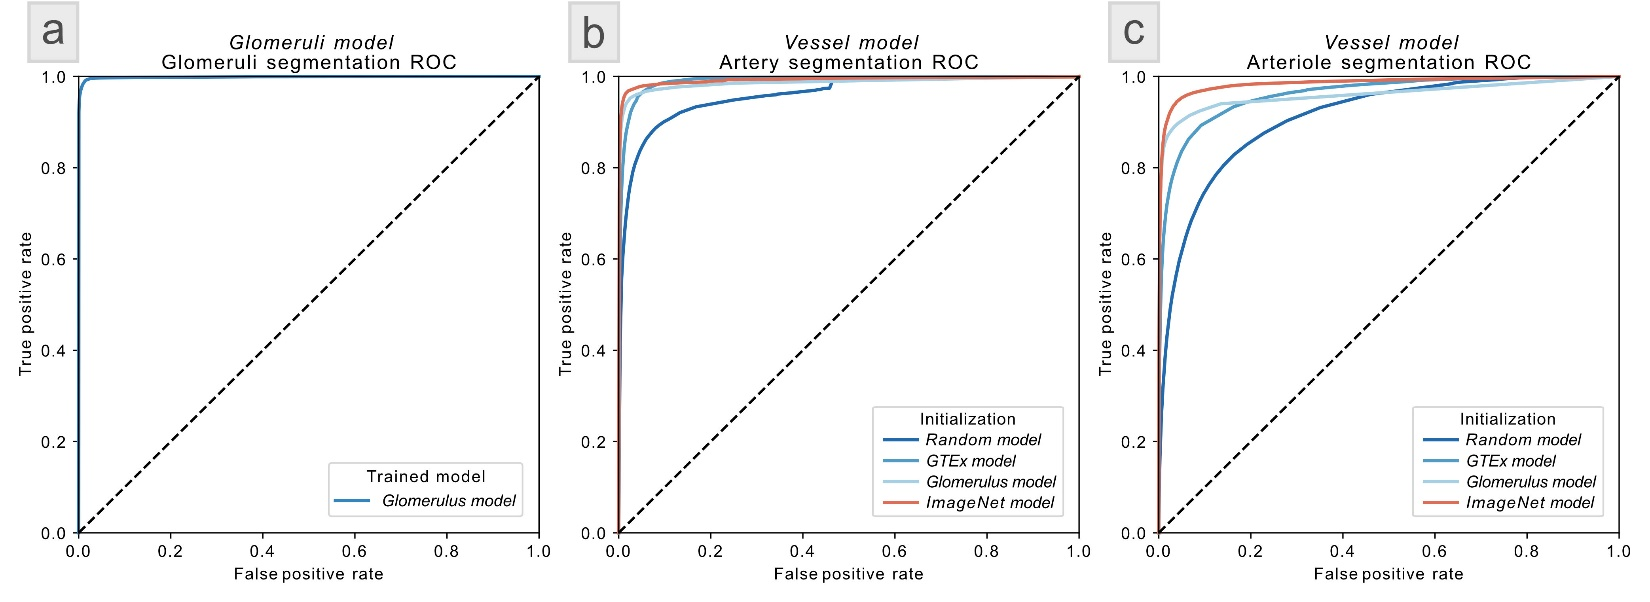 a
Glomeruli model
Glomeruli segmentation ROC
1.0
0.8
0.6
0.4
0.2
0.0
True positive rate
Trained model
Glomerulus model
0.0 0.2 0.4 0.6 0.8 1.0
False positive rate
b
Vessel model
Artery segmentation ROC
1.0
0.8
0.6
0.4
0.2
0.0
True positive rate
Initialization
Random model
GTEx model
Glomerulus model
ImageNet model
0.0 0.2 0.4 0.6 0.8 1.0
False positive rate
c
Vessel model
Arteriole segmentation ROC
1.0
0.8
0.6
0.4
0.2
0.0
True positive rate
Initialization
Random model
GTEx model
Glomerulus model
ImageNet model
0.0 0.2 0.4 0.6 0.8 1.0
False positive rate